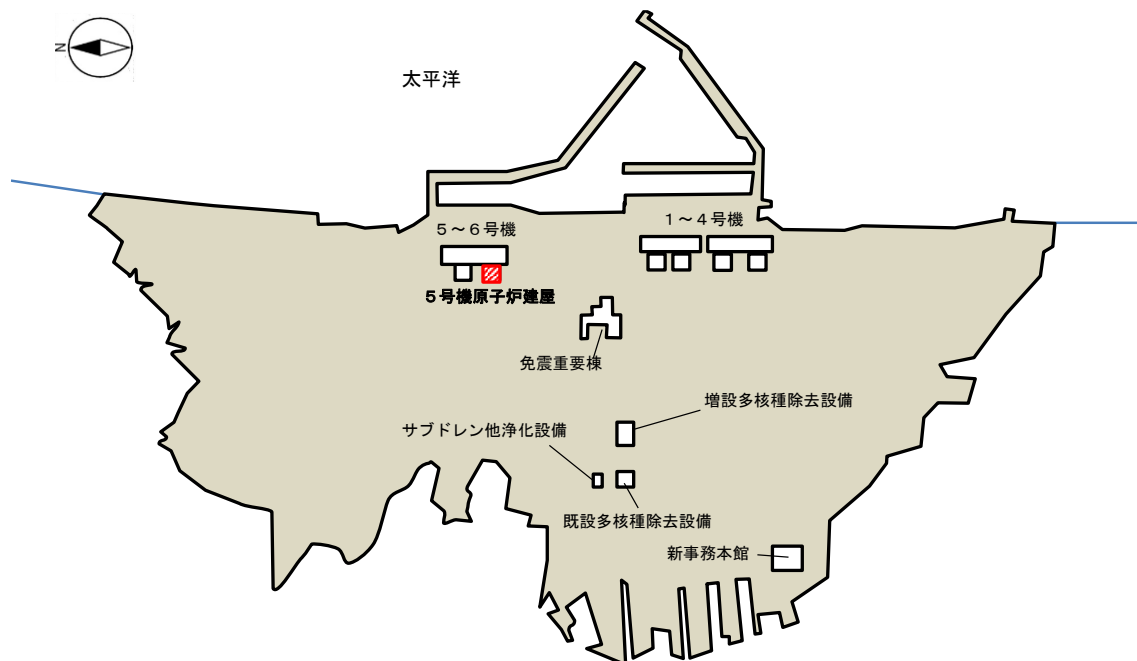 N
太平洋
５～６号機
１～４号機
５号機原子炉建屋
免震重要棟
増設多核種除去設備
サブドレン他浄化設備
既設多核種除去設備
新事務本館